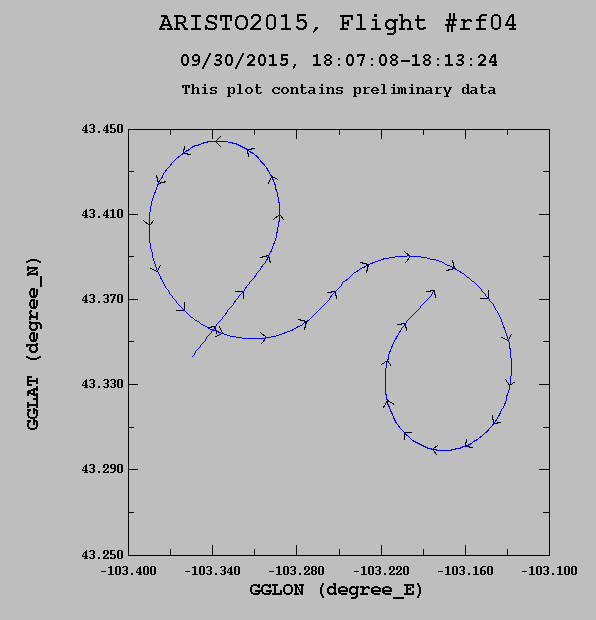 ARISTO2015, Flight #rf04
09/30/2015, 18:07:08-18:13:24
This plot contains preliminary data
GGLAT (degree_N)
43.450
43.410
43.370
43.330
43.290
43.250
-103.400 -103.340 -103.280 -103.220 -103.160 -103.100
GGLON (degree_E)